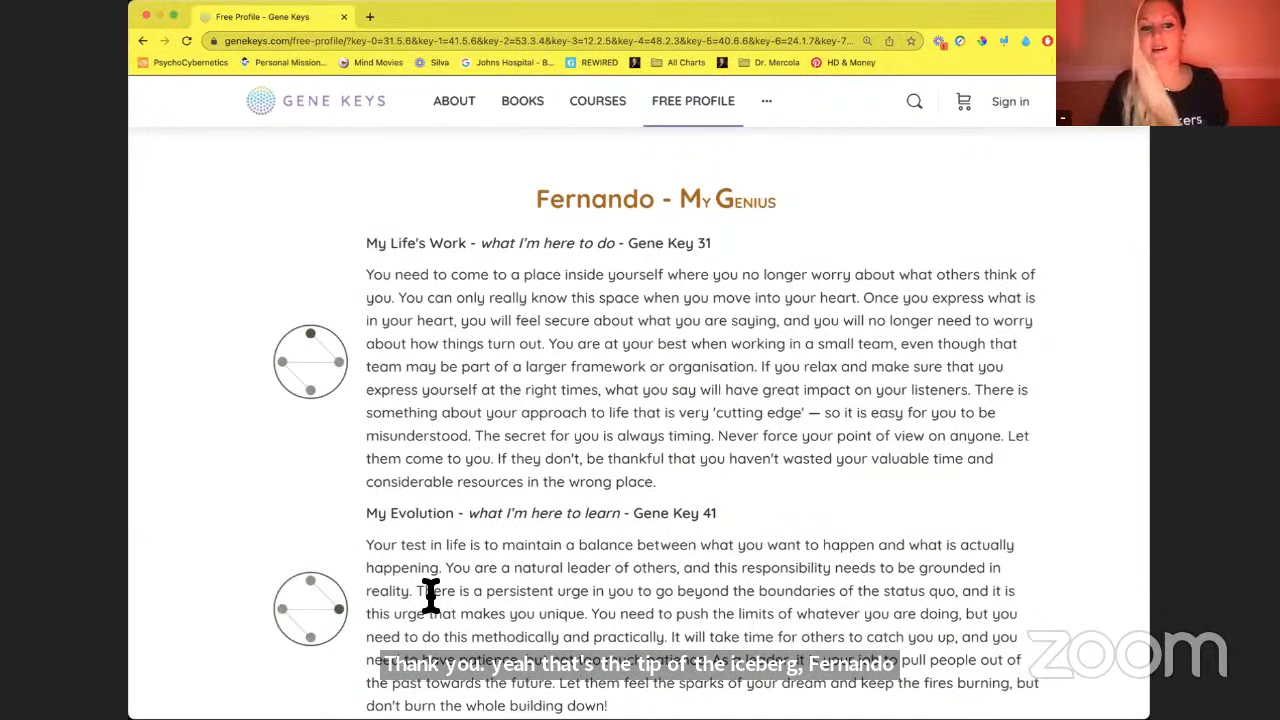 Free Profile - Gene Keys
genekeys.com/free-profile/?key-0=31.5.6&key-1=41.5.6&key-2=53.3.4&key-3=12.2.5&key-4=48.2.3&key-5=40.6.6&key-6=24.1.7&key-7...
PsychoCybernetics Personal Mission... Mind Movies Silva Johns Hospital - B... REWIRED All Charts Dr. Mercola HD & Money
GENE KEYS ABOUT BOOKS COURSES FREE PROFILE ... Sign in
kers
Fernando - My Genius
My Life's Work - what I'm here to do - Gene Key 31
You need to come to a place inside yourself where you no longer worry about what others think of
you. You can only really know this space when you move into your heart. Once you express what is
in your heart, you will feel secure about what you are saying, and you will no longer need to worry
about how things turn out. You are at your best when working in a small team, even though that
team may be part of a larger framework or organisation. If you relax and make sure that you
express yourself at the right times, what you say will have great impact on your listeners. There is
something about your approach to life that is very 'cutting edge' — so it is easy for you to be
misunderstood. The secret for you is always timing. Never force your point of view on anyone. Let
them come to you. If they don't, be thankful that you haven't wasted your valuable time and
considerable resources in the wrong place.
My Evolution - what I'm here to learn - Gene Key 41
Your test in life is to maintain a balance between what you want to happen and what is actually
happening. You are a natural leader of others, and this responsibility needs to be grounded in
reality. There is a persistent urge in you to go beyond the boundaries of the status quo, and it is
this urge that makes you unique. You need to push the limits of whatever you are doing, but you
need to do this methodically and practically. It will take time for others to catch you up, and you
pull people out of
Thank you. yeah that's the tip of the iceberg, Fernando
the past towards the future. Let them feel the sparks of your dream and keep the fires burning, but
don't burn the whole building down!
zoom